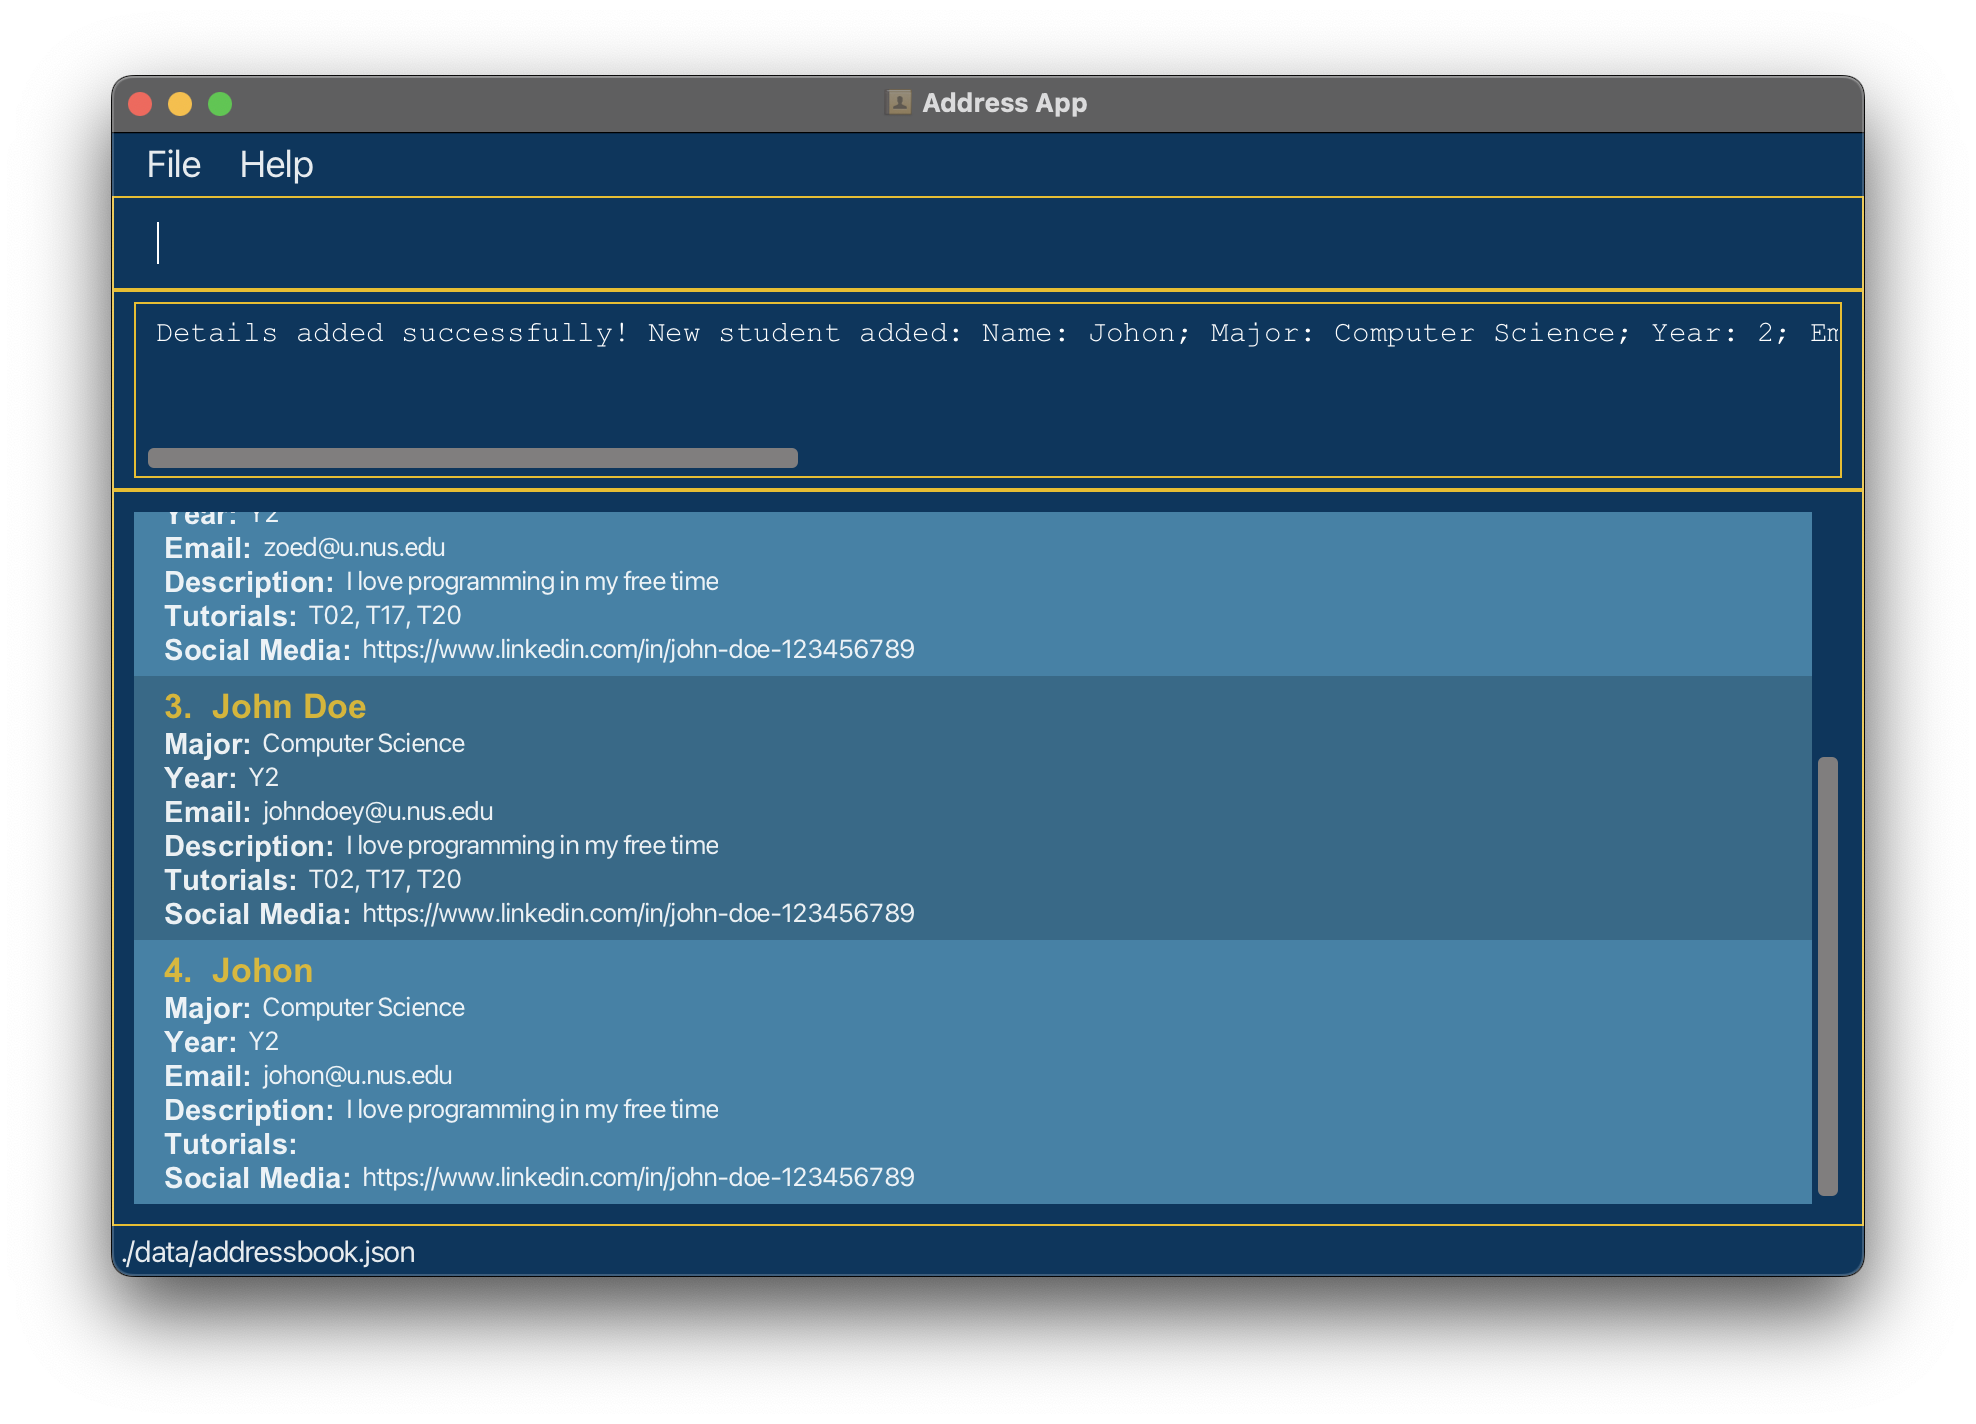 Address App
File Help
Details added successfully! New student added: Name: Johon; Major: Computer Science; Year: 2; Em
Year: Y2
Email: zoed@u.nus.edu
Description: I love programming in my free time
Tutorials: T02, T17, T20
Social Media: https://www.linkedin.com/in/john-doe-123456789
3. John Doe
Major: Computer Science
Year: Y2
Email: johndoey@u.nus.edu
Description: I love programming in my free time
Tutorials: T02, T17, T20
Social Media: https://www.linkedin.com/in/john-doe-123456789
4. Johon
Major: Computer Science
Year: Y2
Email: johon@u.nus.edu
Description: I love programming in my free time
Tutorials:
Social Media: https://www.linkedin.com/in/john-doe-123456789
./data/addressbook.json